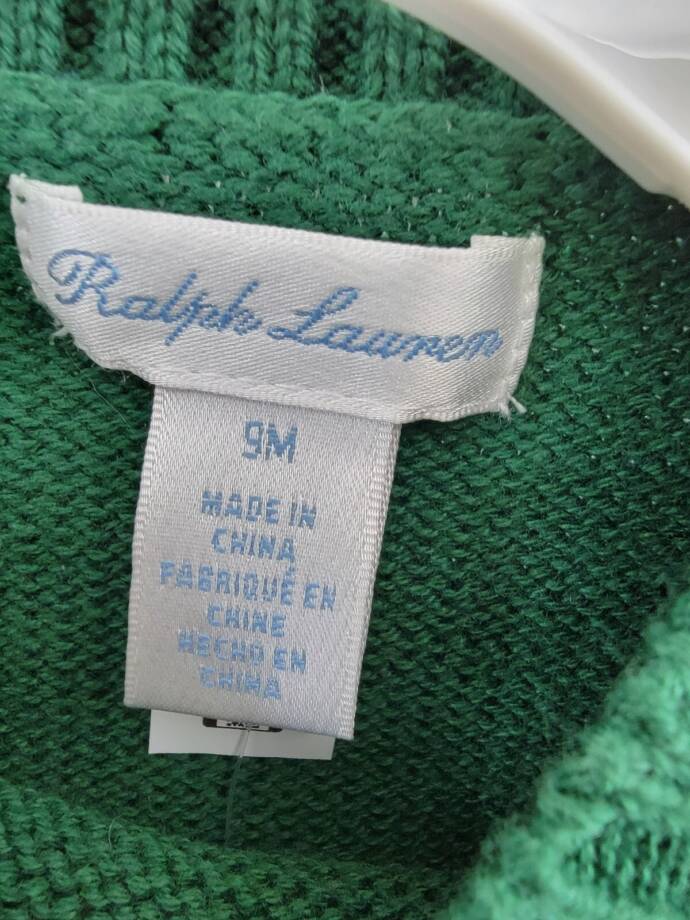 Ralph Lauren
9M
MADE IN
CHINA
FABRIQUÉ EN
CHINE
HECHO EN
CHINA